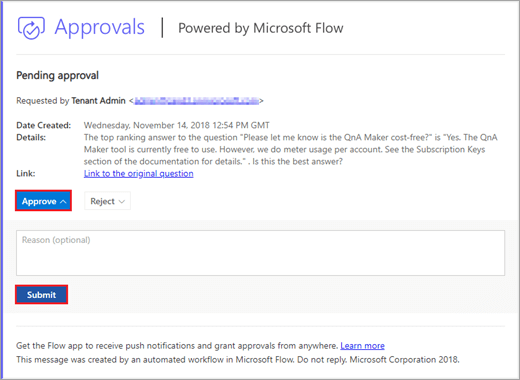 Approvals | Powered by Microsoft Flow
Pending approval
Requested by Tenant Admin < >
Date Created: Wednesday, November 14, 2018 12:54 PM GMT
Details: The top ranking answer to the question "Please let me know is the QnA Maker cost-free?" is "Yes. The QnA
Maker tool is currently free to use. However, we do meter usage per account. See the Subscription Keys
section of the documentation for details." . Is this the best answer?
Link: Link to the original question
Approve Reject
Reason (optional)
Submit
Get the Flow app to receive push notifications and grant approvals from anywhere. Learn more
This message was created by an automated workflow in Microsoft Flow. Do not reply. Microsoft Corporation 2018.